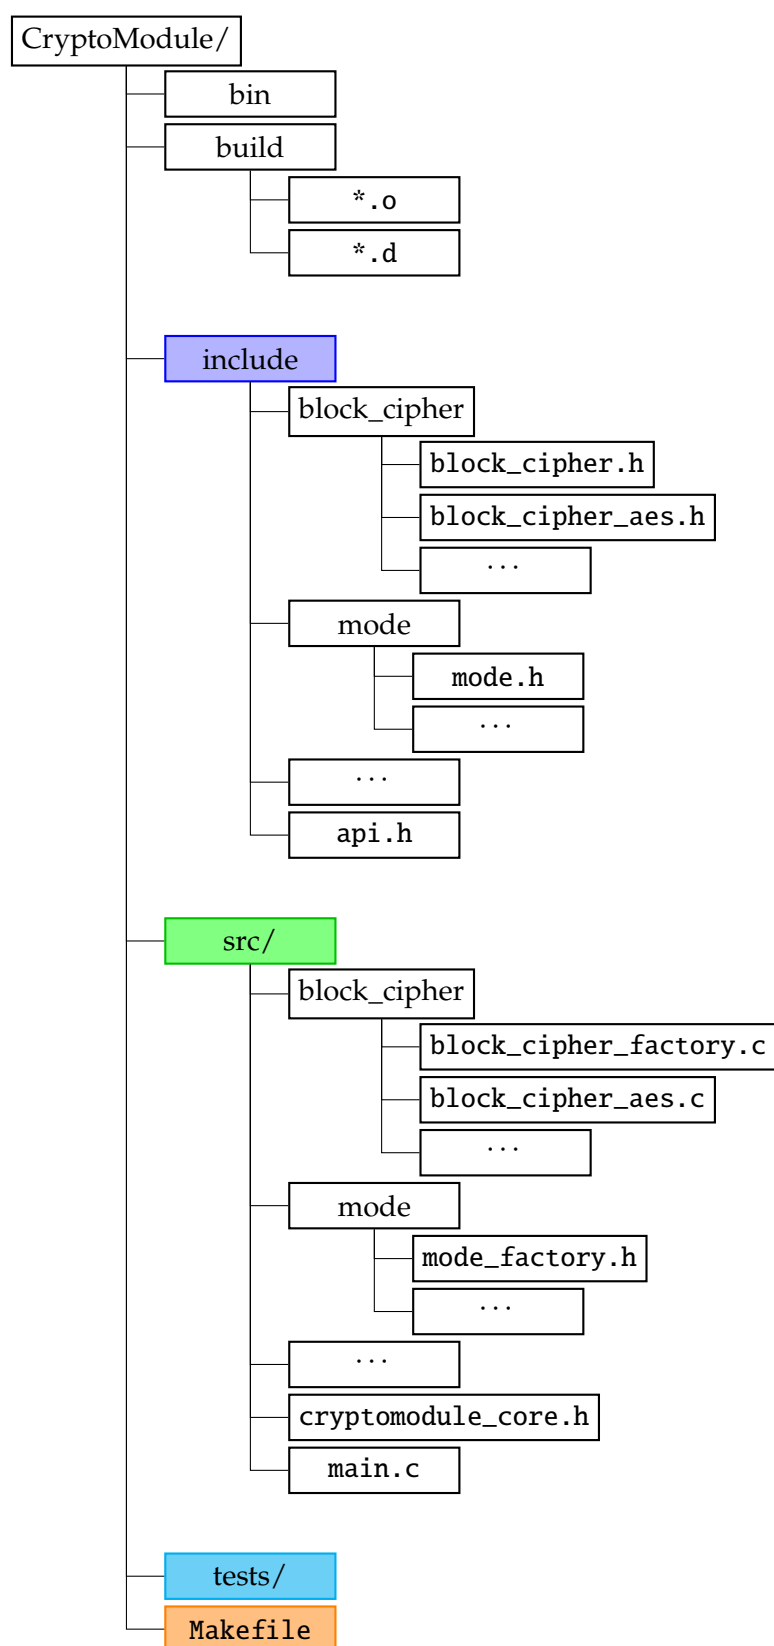 CryptoModule/
bin
build
*.o
*.d
include
block_cipher
block_cipher.h
block_cipher_aes.h
...
mode
mode.h
...
...
api.h
src/
block_cipher
block_cipher_factory.c
block_cipher_aes.c
...
mode
mode_factory.h
...
...
cryptomodule_core.h
main.c
tests/
Makefile